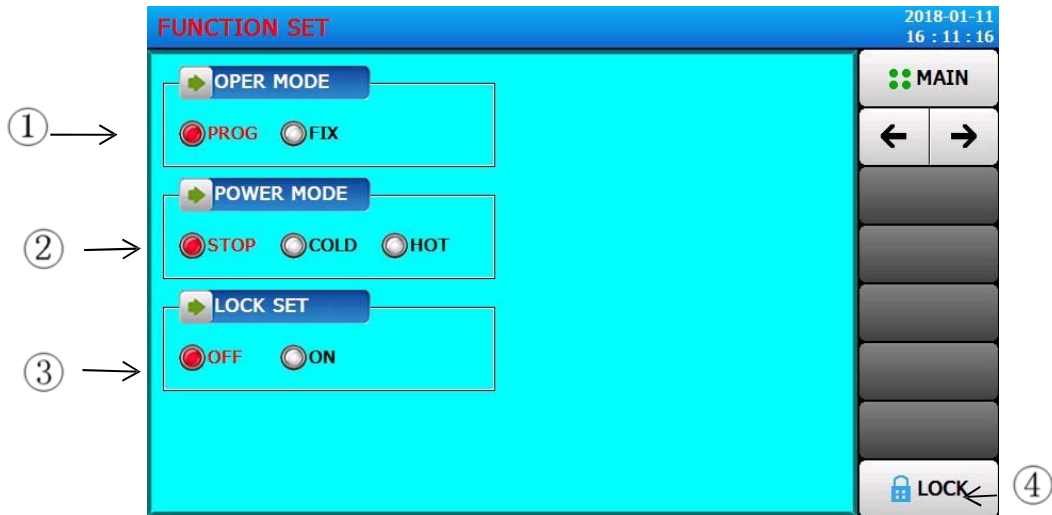 FUNCTION SET
2018-01-11
16 : 11 : 16
OPER MODE
① PROG FIX
POWER MODE
② STOP COLD HOT
LOCK SET
③ OFF ON
MAIN
← →
LOCK ④